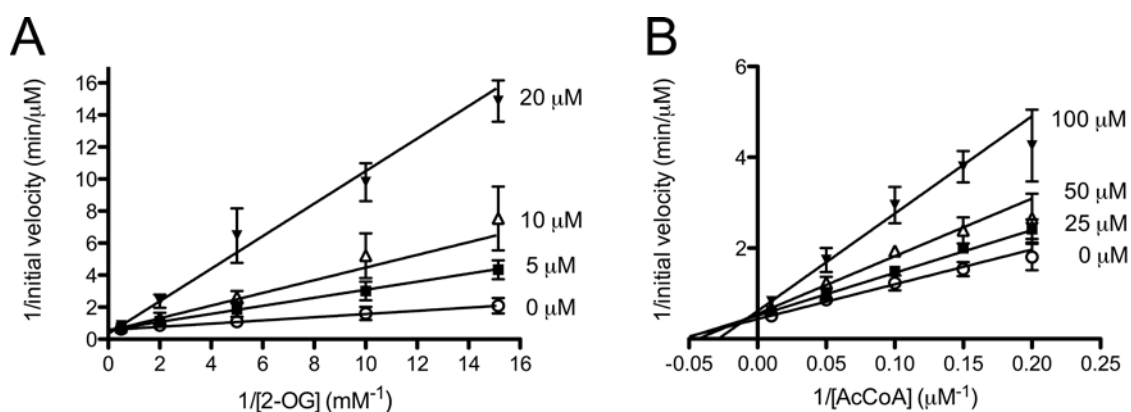 A
1/initial velocity (min/μM)
16
14
12
10
8
6
4
2
0
0 2 4 6 8 10 12 14 16
1/[2-OG] (mM⁻¹)
20 μM
10 μM
5 μM
0 μM
B
1/initial velocity (min/μM)
6
4
2
-0.05 0.00 0.05 0.10 0.15 0.20 0.25
1/[AcCoA] (μM⁻¹)
100 μM
50 μM
25 μM
0 μM